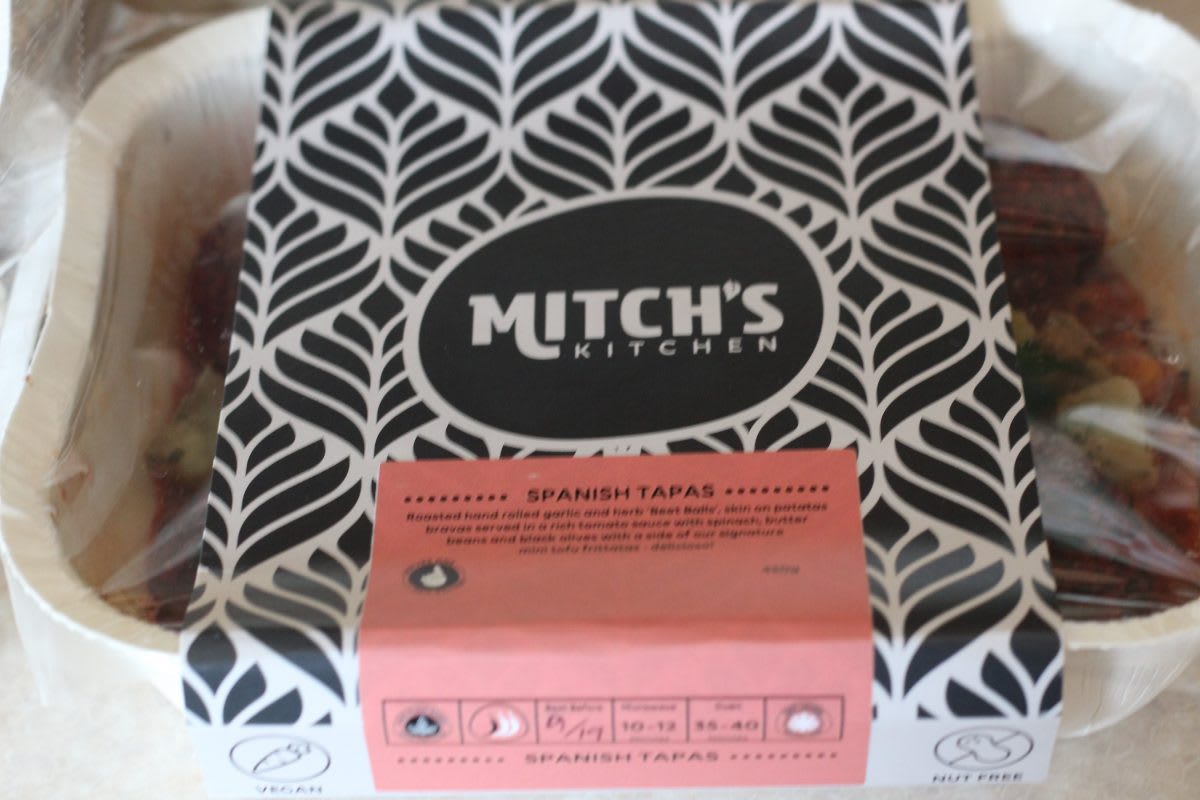 MITCH'S
KITCHEN
SPANISH TAPAS
Roasted hand rolled garlic and herb 'Beet Balls', skin on patatas
bravas served in a rich tomato sauce with spinach, butter
beans and black olives with a side of our signature
mini tofu frittatas - delicioso!
Best Before
Microwave
10-12
Oven
35-40
SPANISH TAPAS
VEGAN
NUT FREE